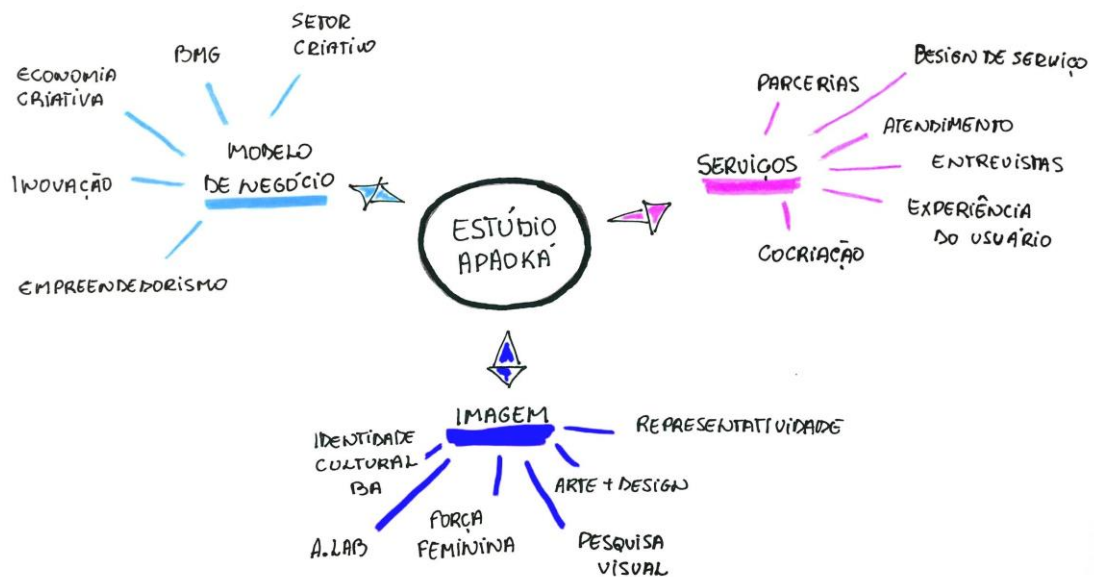 SETOR
CRIATIVO
BMG
ECONOMIA
CRIATIVA
MODELO
DE NEGÓCIO
INOVAÇÃO
EMPREENDEDORISMO
ESTÚDIO
APAOKÁ
DESIGN DE SERVIÇO
PARCERIAS
ATENDIMENTO
SERVIÇOS
ENTREVISTAS
EXPERIÊNCIA
DO USUÁRIO
COCRIAÇÃO
IMAGEM
REPRESENTATIVIDADE
IDENTIDADE
CULTURAL
BA
ARTE + DESIGN
A.LAB
FORÇA
FEMININA
PESQUISA
VISUAL